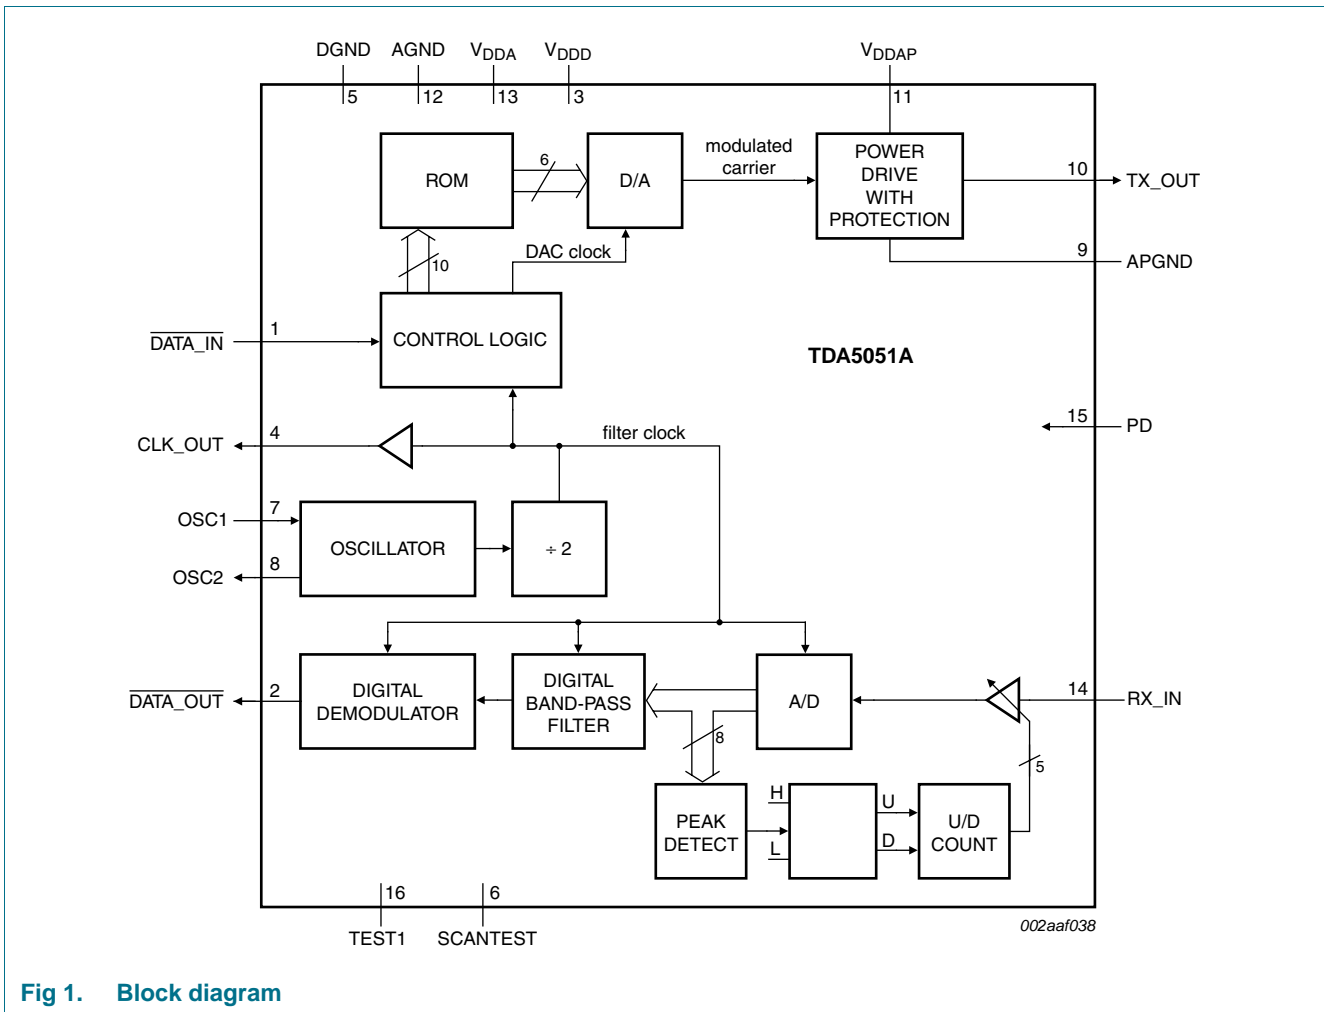 DGND AGND VDDA VDDD VDDAP
5 12 13 3 11
ROM
6
D/A
modulated
carrier
POWER
DRIVE
WITH
PROTECTION
10
TX_OUT
9
APGND
10
DAC clock
DATA_IN
1
CONTROL LOGIC
TDA5051A
15
PD
CLK_OUT
4
filter clock
OSC1
7
OSCILLATOR
÷ 2
OSC2
8
DATA_OUT
2
DIGITAL
DEMODULATOR
DIGITAL
BAND-PASS
FILTER
A/D
14
RX_IN
8
5
PEAK
DETECT
H
L
U
D
U/D
COUNT
16
TEST1
6
SCANTEST
002aaf038
Fig 1. Block diagram